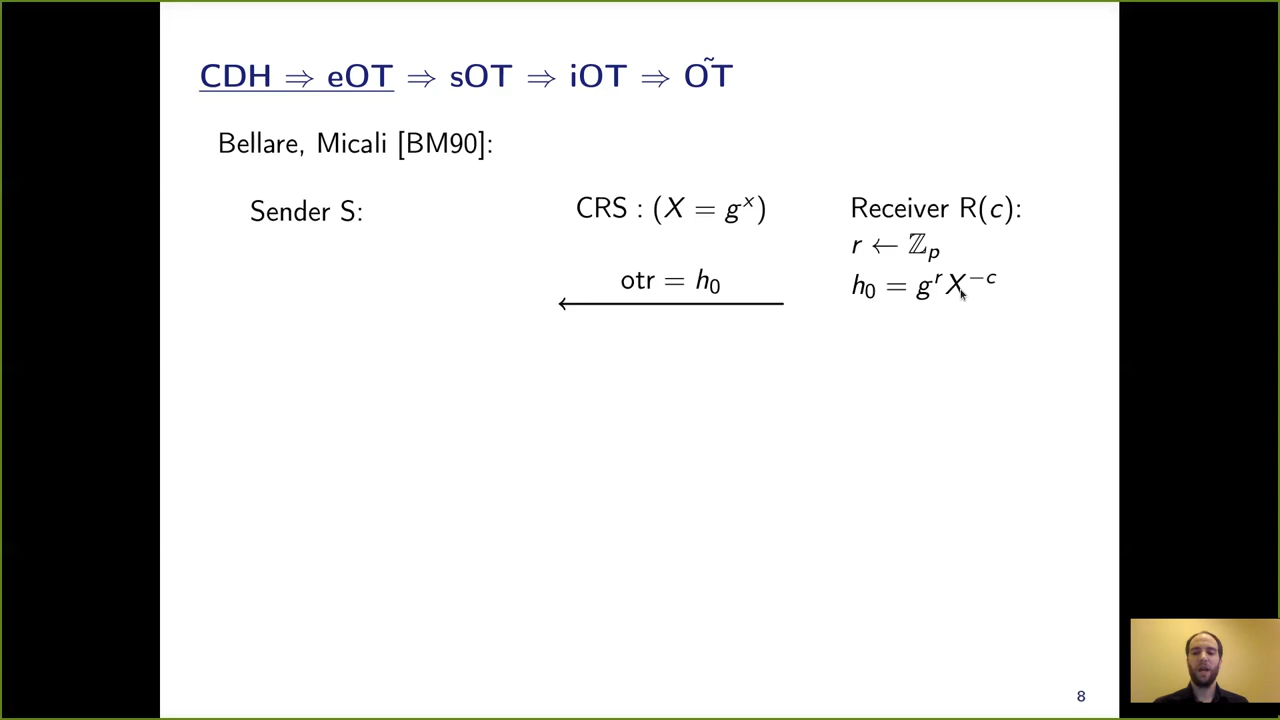 CDH ⇒ eOT ⇒ sOT ⇒ iOT ⇒ OT̃
Bellare, Micali [BM90]:
Sender S:
CRS : (X = g^x)
Receiver R(c):
r ← ℤ_p
otr = h_0
h_0 = g^r X^{-c}
8